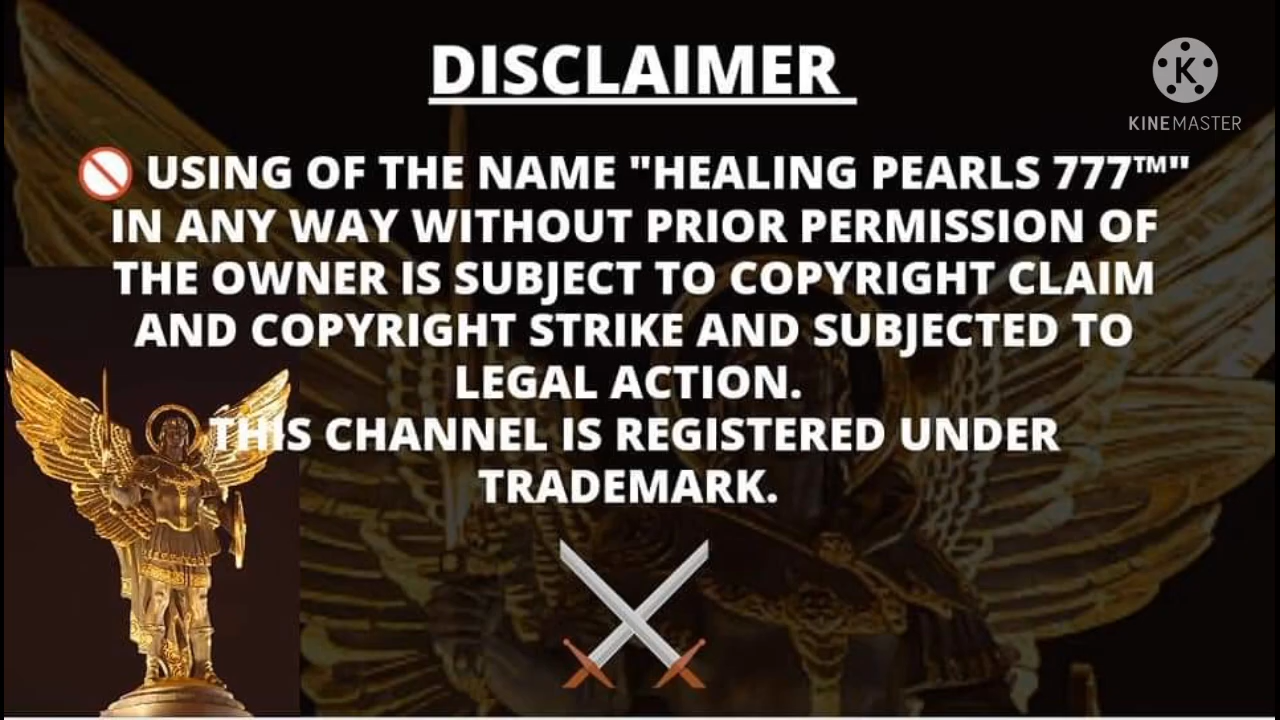 DISCLAIMER
KINEMASTER
🚫 USING OF THE NAME "HEALING PEARLS 777™"
IN ANY WAY WITHOUT PRIOR PERMISSION OF
THE OWNER IS SUBJECT TO COPYRIGHT CLAIM
AND COPYRIGHT STRIKE AND SUBJECTED TO
LEGAL ACTION.
THIS CHANNEL IS REGISTERED UNDER
TRADEMARK.